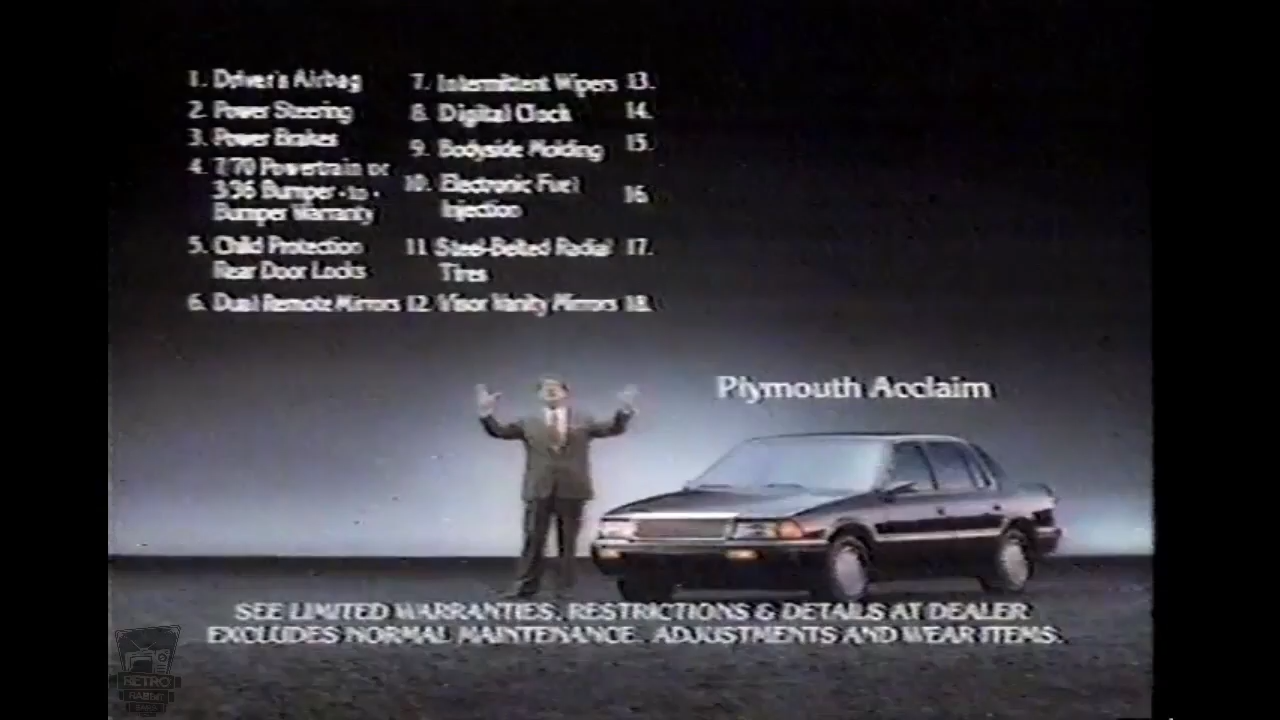 1. Driver's Airbag
2. Power Steering
3. Power Brakes
4. 7/70 Powertrain or
3/36 Bumper-to-
Bumper Warranty
5. Child Protection
Rear Door Locks
6. Dual Remote Mirrors
7. Intermittent Wipers
8. Digital Clock
9. Bodyside Molding
10. Electronic Fuel
Injection
11. Steel-Belted Radial
Tires
12. Visor Vanity Mirrors
13.
14.
15.
16.
17.
18.
Plymouth Acclaim
SEE LIMITED WARRANTIES, RESTRICTIONS & DETAILS AT DEALER.
EXCLUDES NORMAL MAINTENANCE, ADJUSTMENTS AND WEAR ITEMS.
RETRO